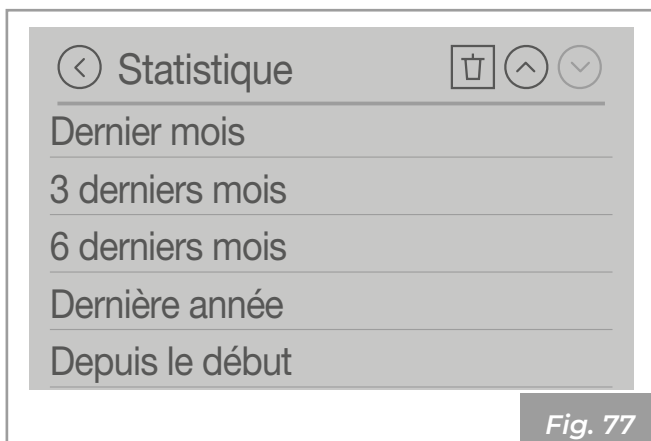 Statistique
Dernier mois
3 derniers mois
6 derniers mois
Dernière année
Depuis le début
Fig. 77